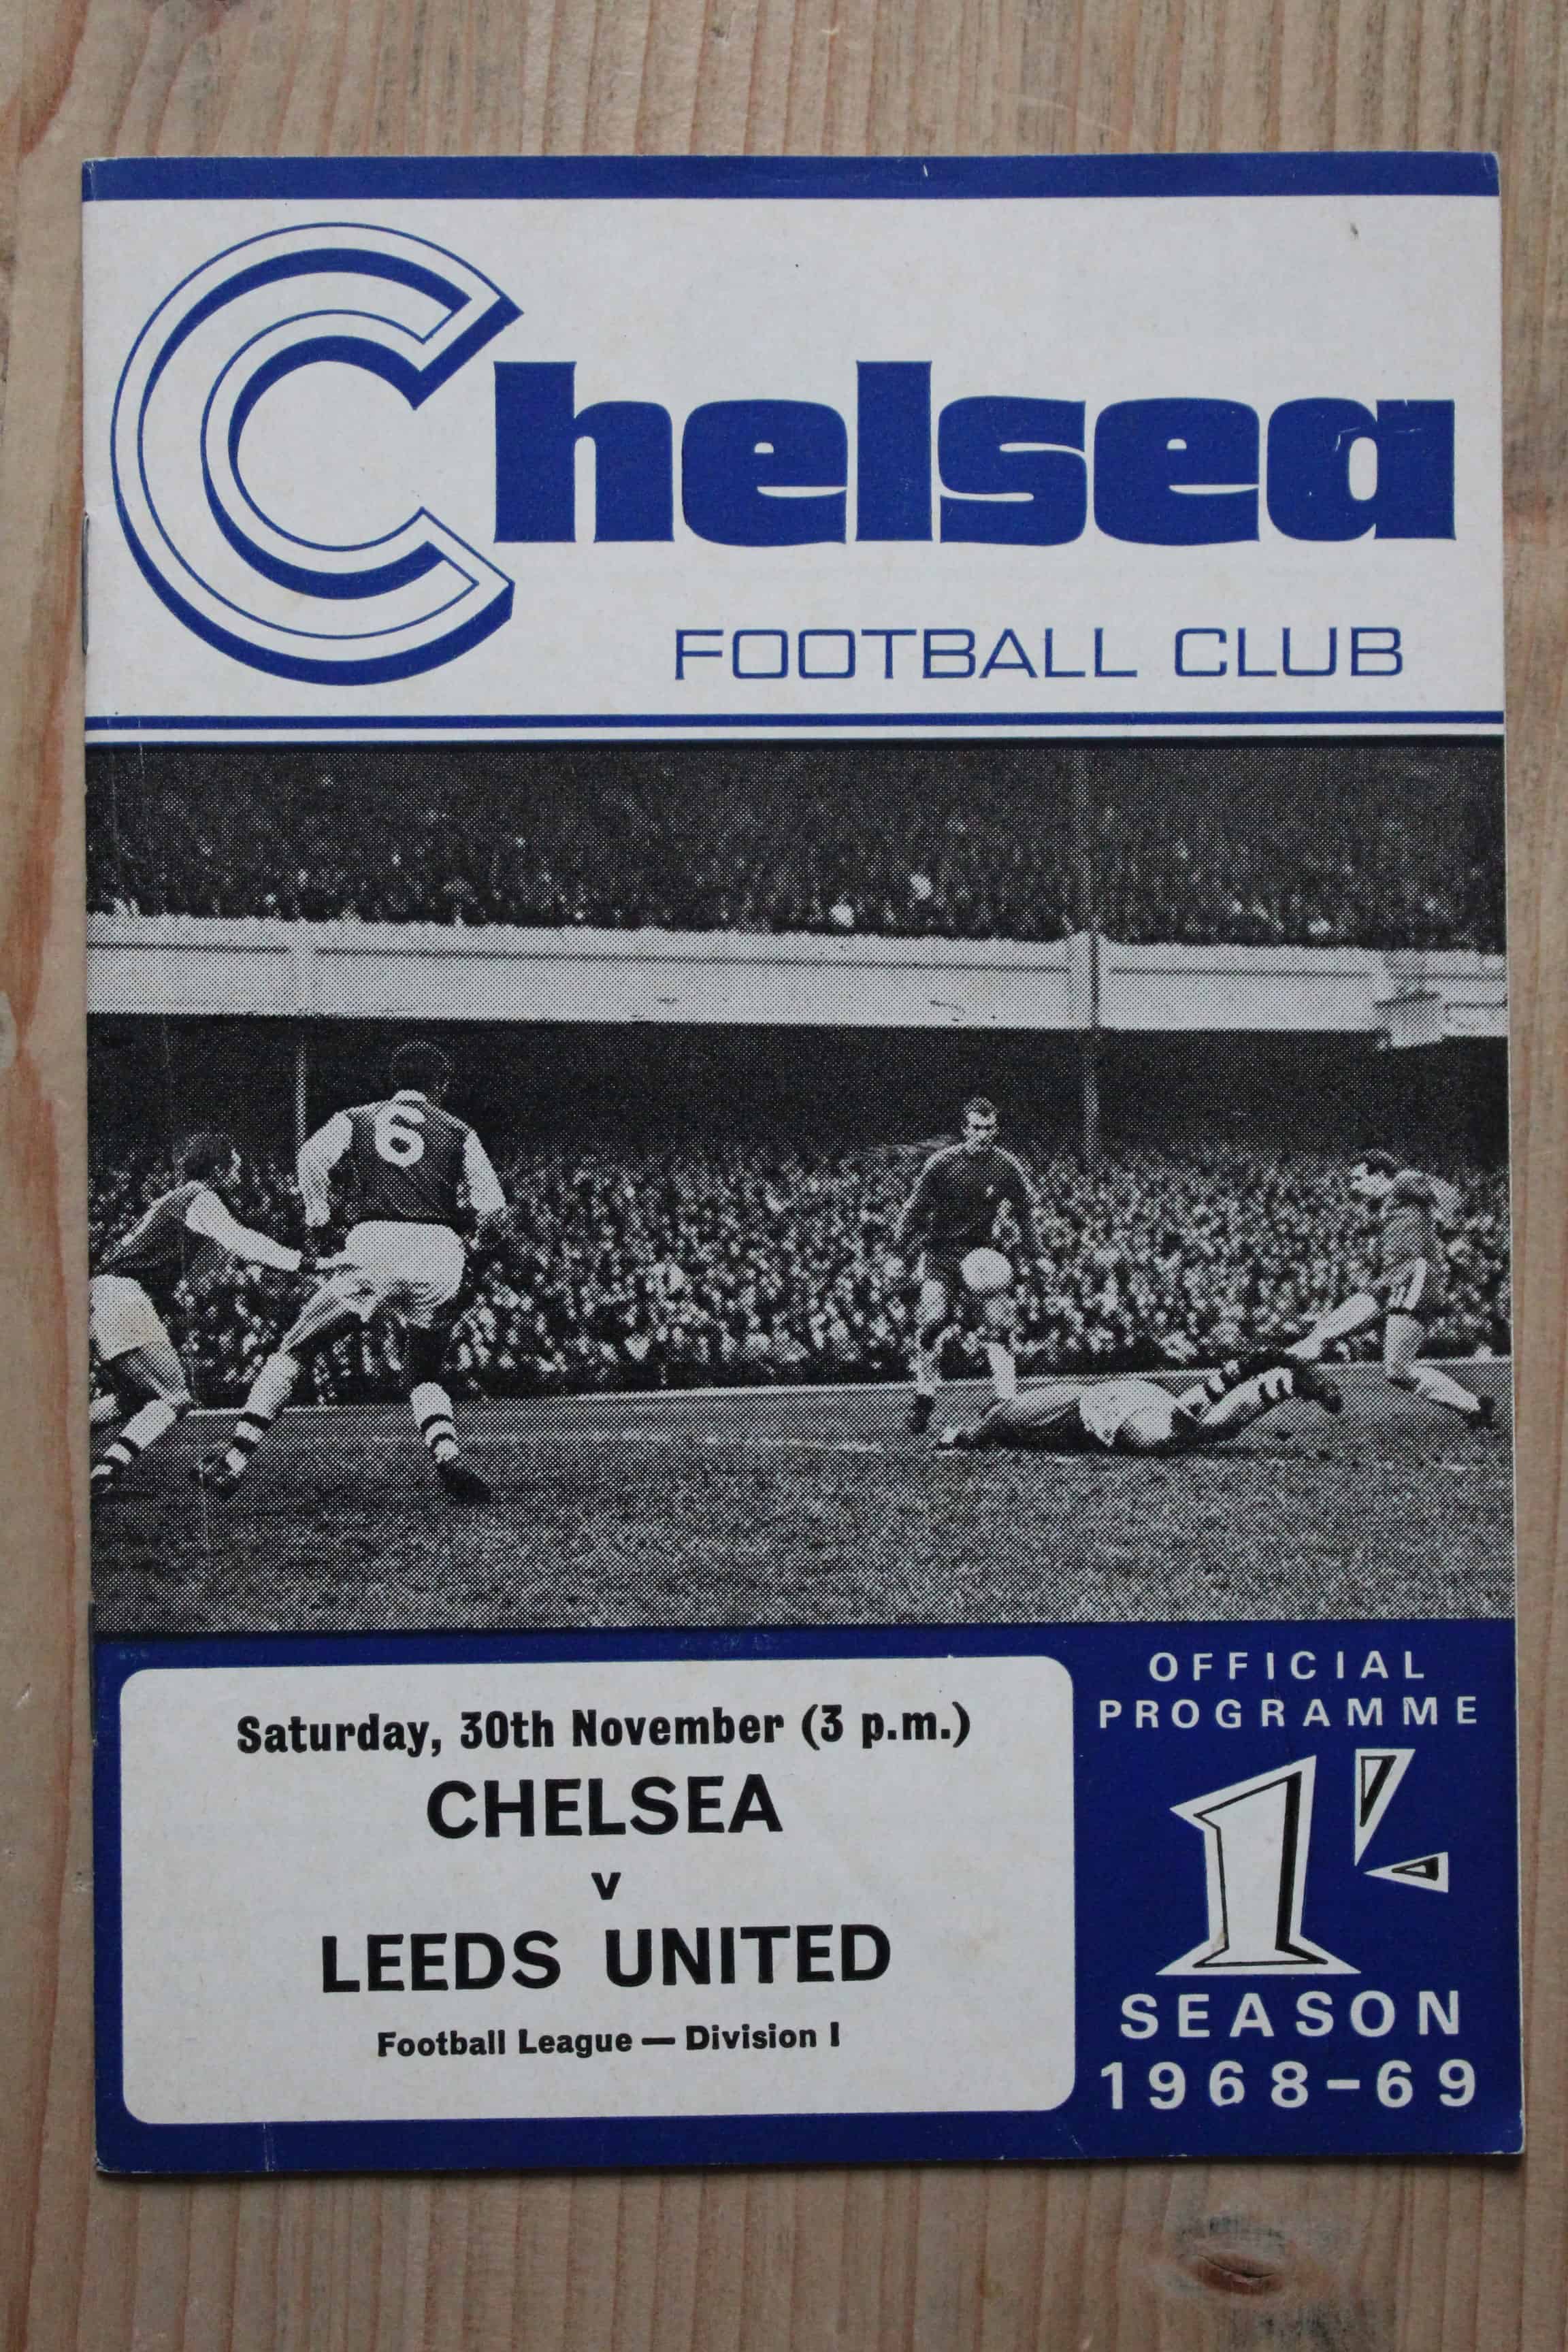 Chelsea
FOOTBALL CLUB
6
Saturday, 30th November (3 p.m.)
CHELSEA
v
LEEDS UNITED
Football League — Division I
OFFICIAL
PROGRAMME
1/-
SEASON
1968-69